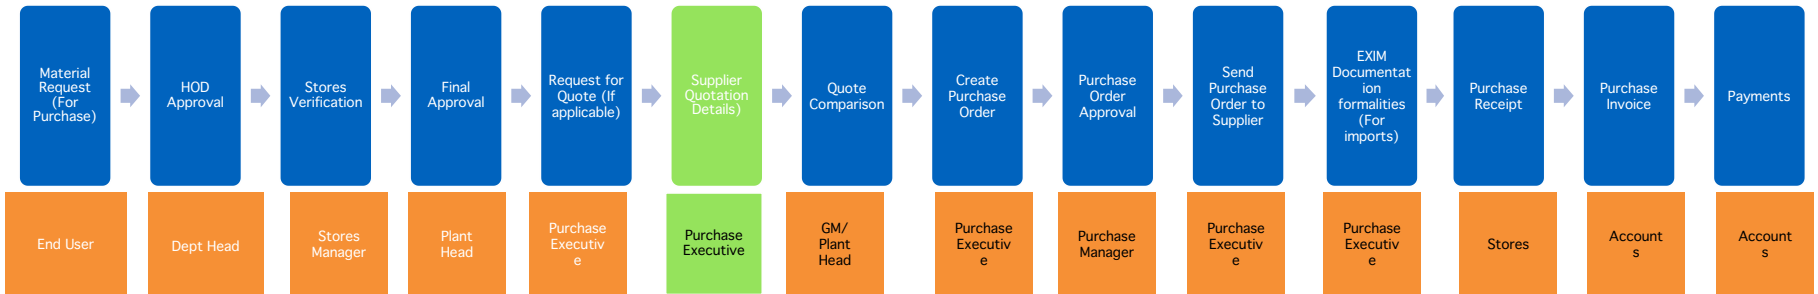 Material
Request
(For
Purchase)
HOD
Approval
Stores
Verification
Final
Approval
Request for
Quote (If
applicable)
Supplier
Quotation
Details)
Quote
Comparison
Create
Purchase
Order
Purchase
Order
Approval
Send
Purchase
Order to
Supplier
EXIM
Documentat
ion
formalities
(For
imports)
Purchase
Receipt
Purchase
Invoice
Payments
End User
Dept Head
Stores
Manager
Plant
Head
Purchase
Executiv
e
Purchase
Executive
GM/
Plant
Head
Purchase
Executiv
e
Purchase
Manager
Purchase
Executiv
e
Purchase
Executiv
e
Stores
Account
s
Account
s